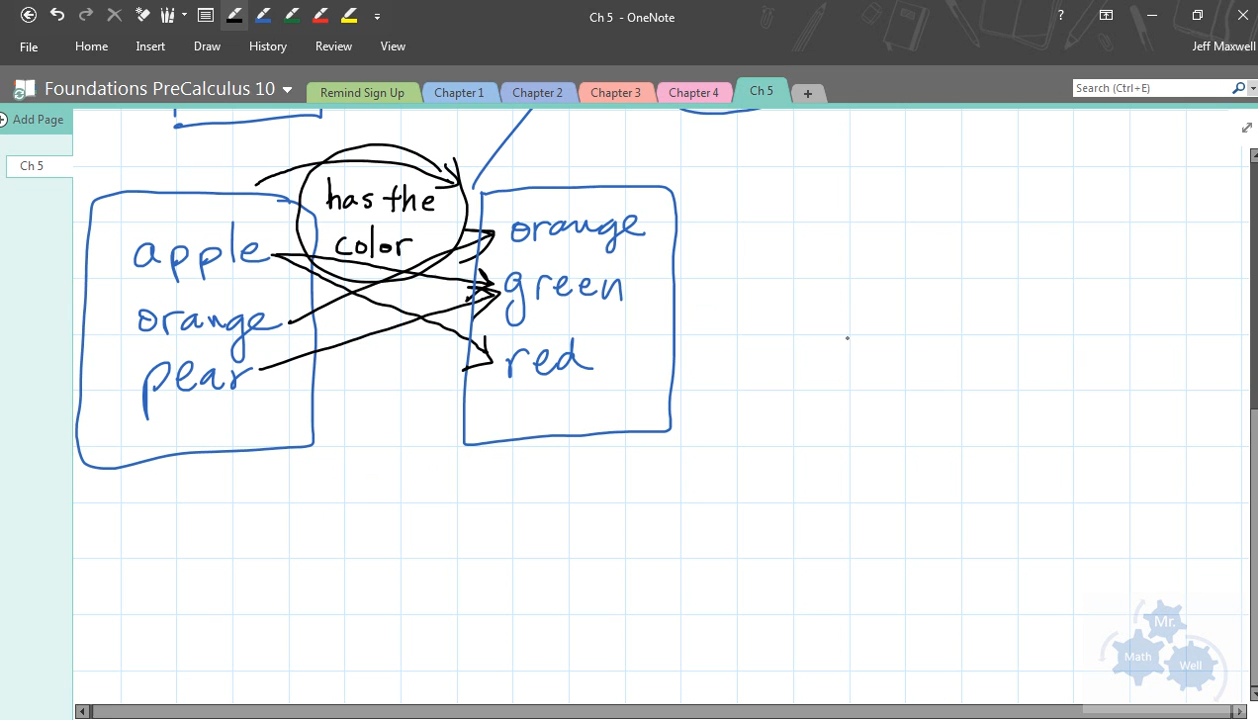 Ch 5 - OneNote
?
File
Home
Insert
Draw
History
Review
View
Jeff Maxwell
Foundations PreCalculus 10
Remind Sign Up
Chapter 1
Chapter 2
Chapter 3
Chapter 4
Ch 5
+
Search (Ctrl+E)
Add Page
Ch 5
has the
color
apple
orange
pear
orange
green
red
Mr.
Math
Well